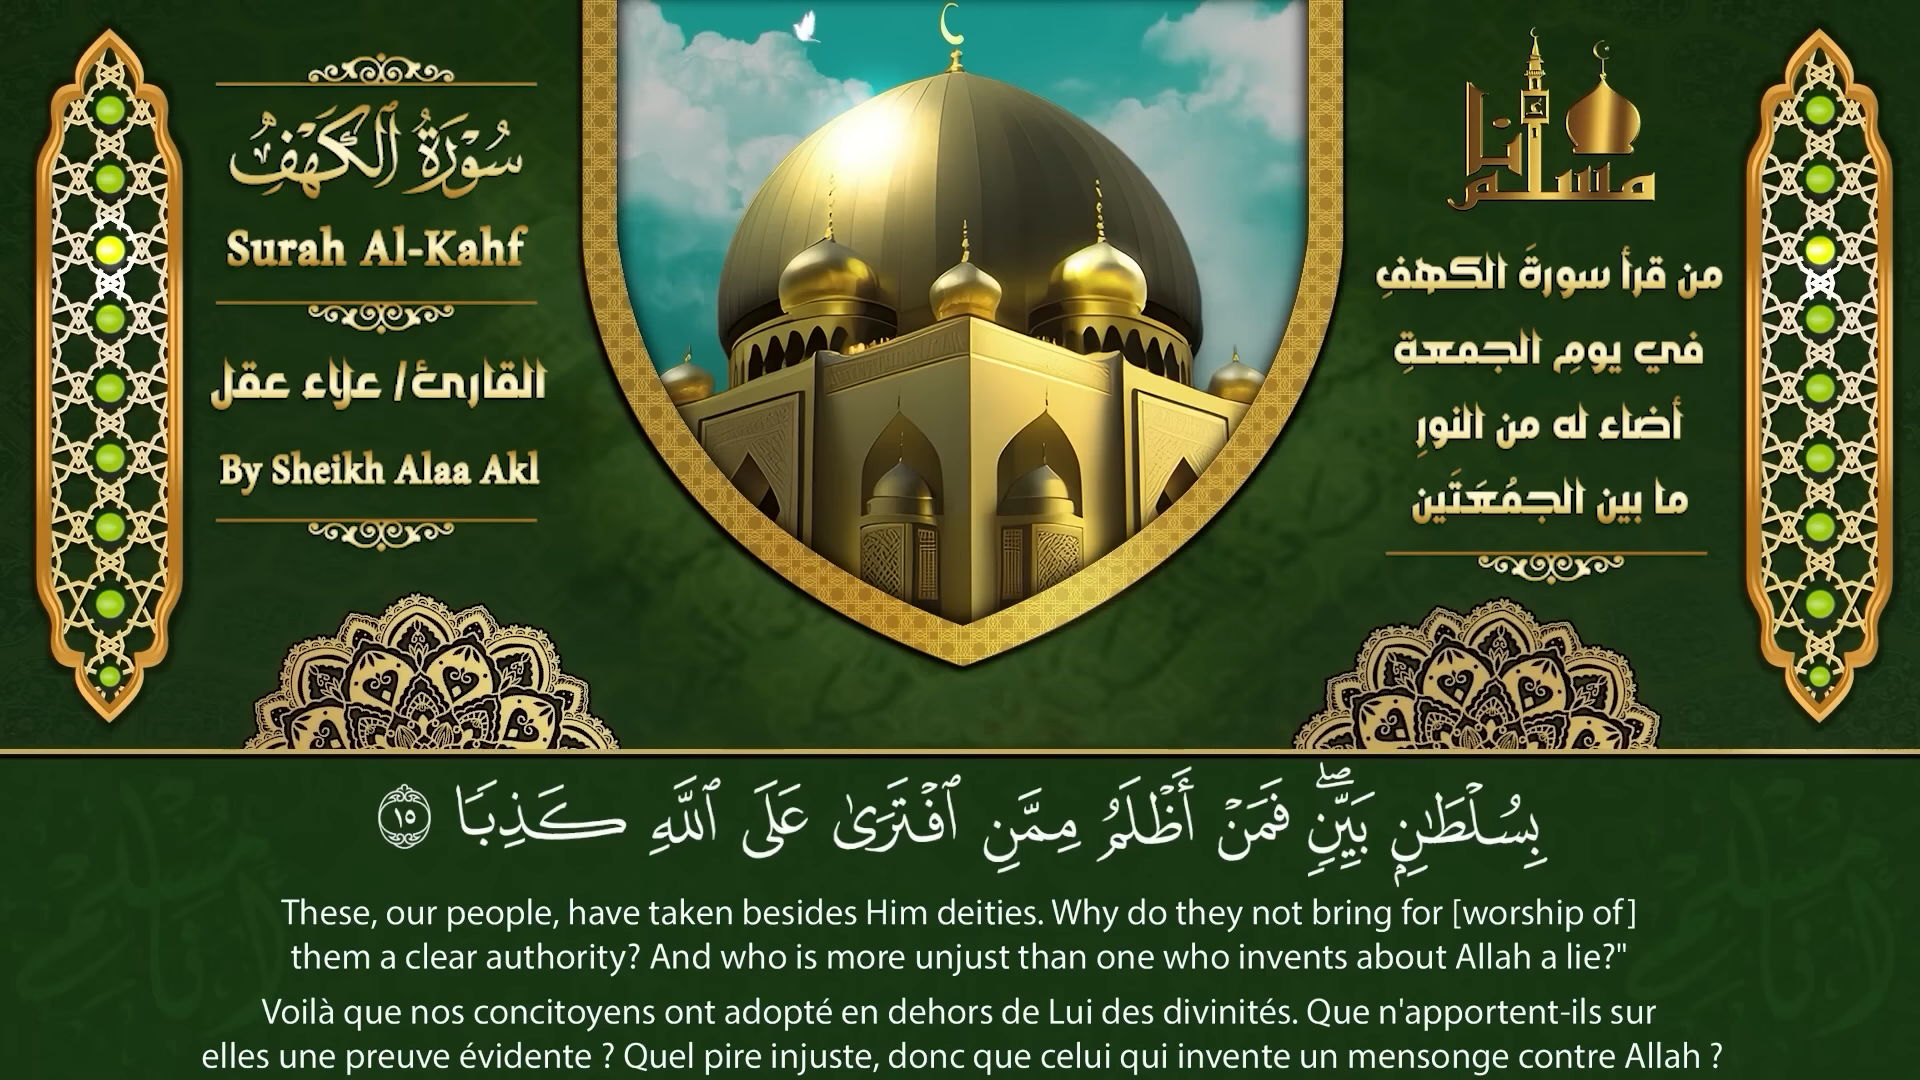 سُوْرَةُ الكَهْفِ
Surah Al-Kahf
القارئ/ علاء عقل
By Sheikh Alaa Akl
أنا
مسلم
من قرأ سورةَ الكهفِ
في يومِ الجمعةِ
أضاء له من النورِ
ما بين الجمُعَتَين
بِسُلْطَٰنٍۭ بَيِّنٍۖ فَمَنْ أَظْلَمُ مِمَّنِ ٱفْتَرَىٰ عَلَى ٱللَّهِ كَذِبًا ١٥
These, our people, have taken besides Him deities. Why do they not bring for [worship of]
them a clear authority? And who is more unjust than one who invents about Allah a lie?"
Voilà que nos concitoyens ont adopté en dehors de Lui des divinités. Que n'apportent-ils sur
elles une preuve évidente ? Quel pire injuste, donc que celui qui invente un mensonge contre Allah ?